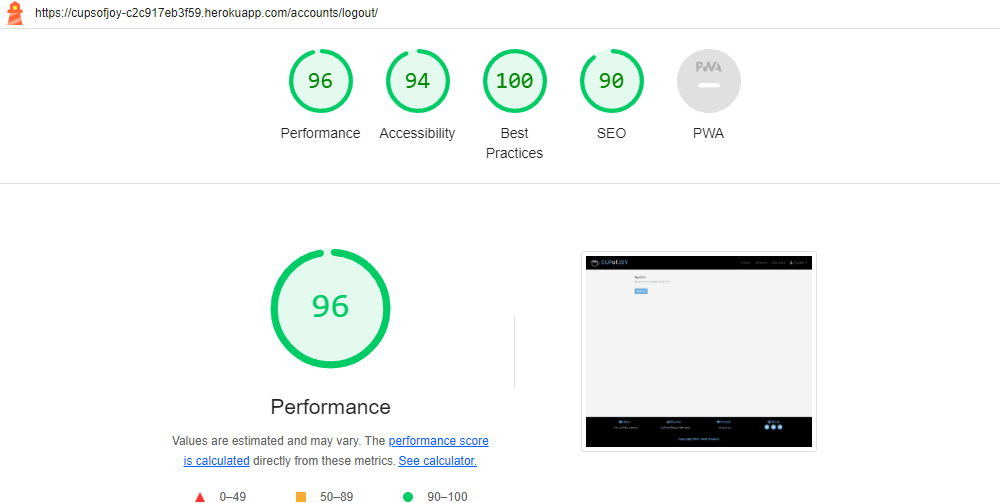 https://cupsofjoy-c2c917eb3f59.herokuapp.com/accounts/logout/
96
94
100
90
PWA
Performance
Accessibility
Best
Practices
SEO
PWA
96
CUPofJOY
Performance
Values are estimated and may vary. The performance score
is calculated directly from these metrics. See calculator.
0–49
50–89
90–100